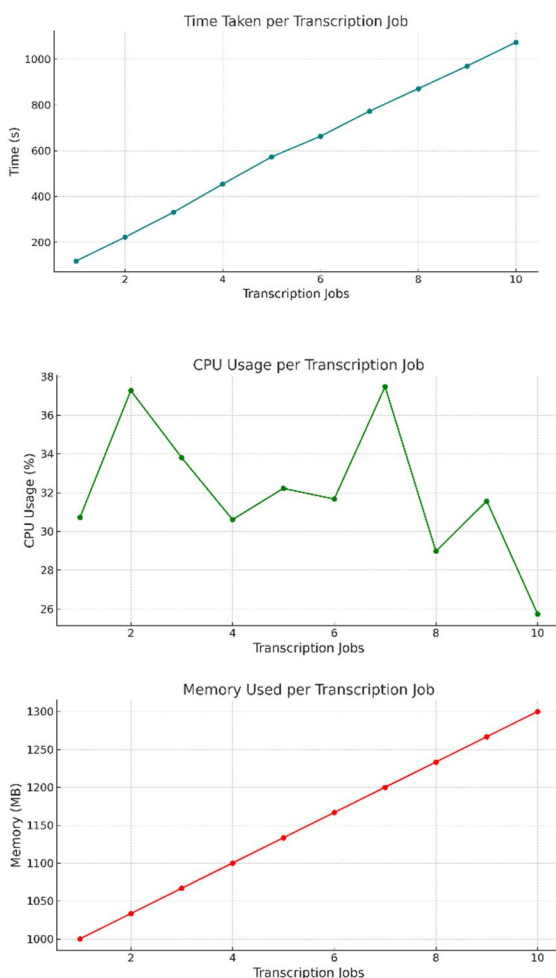 Time Taken per Transcription Job
1000
800
600
400
200
Time (s)
2 4 6 8 10
Transcription Jobs
CPU Usage per Transcription Job
38
36
34
32
30
28
26
CPU Usage (%)
2 4 6 8 10
Transcription Jobs
Memory Used per Transcription Job
1300
1250
1200
1150
1100
1050
1000
Memory (MB)
2 4 6 8 10
Transcription Jobs